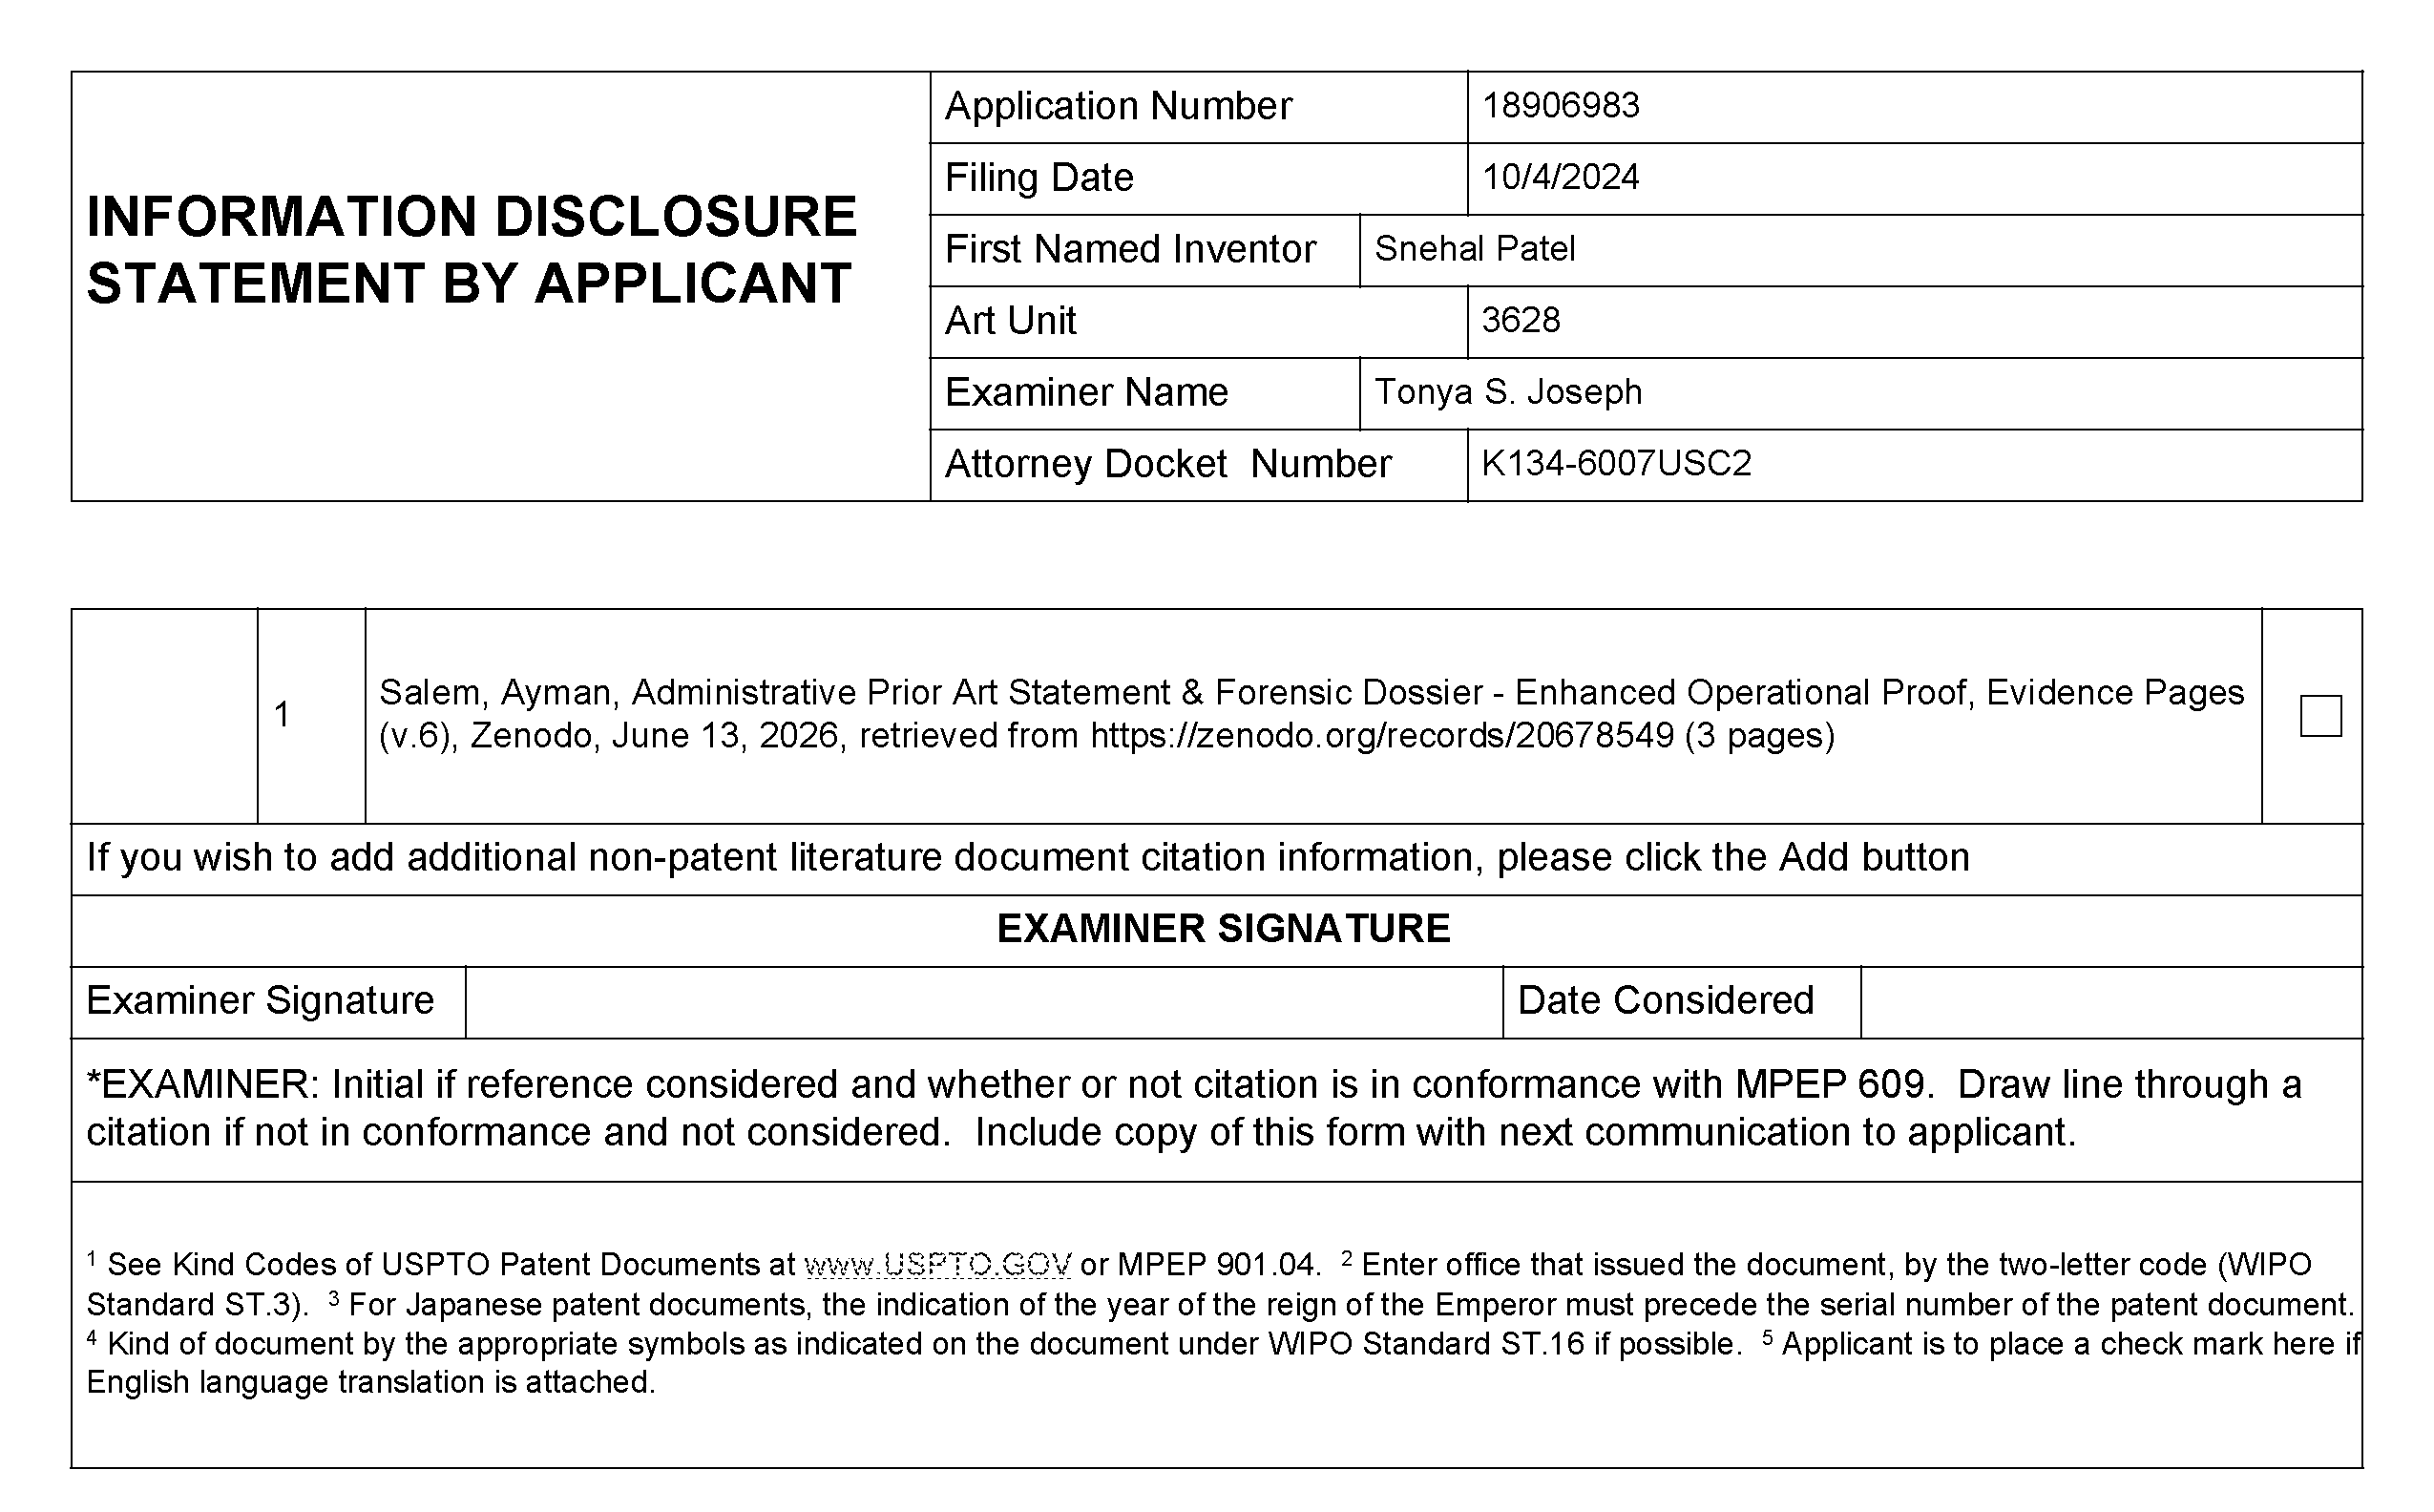 INFORMATION DISCLOSURE
STATEMENT BY APPLICANT
Application Number 18906983
Filing Date 10/4/2024
First Named Inventor Snehal Patel
Art Unit 3628
Examiner Name Tonya S. Joseph
Attorney Docket  Number K134-6007USC2
1
Salem, Ayman, Administrative Prior Art Statement & Forensic Dossier - Enhanced Operational Proof, Evidence Pages
(v.6), Zenodo, June 13, 2026, retrieved from https://zenodo.org/records/20678549 (3 pages)
If you wish to add additional non-patent literature document citation information, please click the Add button
EXAMINER SIGNATURE
Examiner Signature Date Considered
*EXAMINER: Initial if reference considered and whether or not citation is in conformance with MPEP 609.  Draw line through a
citation if not in conformance and not considered.  Include copy of this form with next communication to applicant.
1 See Kind Codes of USPTO Patent Documents at www.USPTO.GOV or MPEP 901.04.  2 Enter office that issued the document, by the two-letter code (WIPO
Standard ST.3).  3 For Japanese patent documents, the indication of the year of the reign of the Emperor must precede the serial number of the patent document.
4 Kind of document by the appropriate symbols as indicated on the document under WIPO Standard ST.16 if possible.  5 Applicant is to place a check mark here if
English language translation is attached.